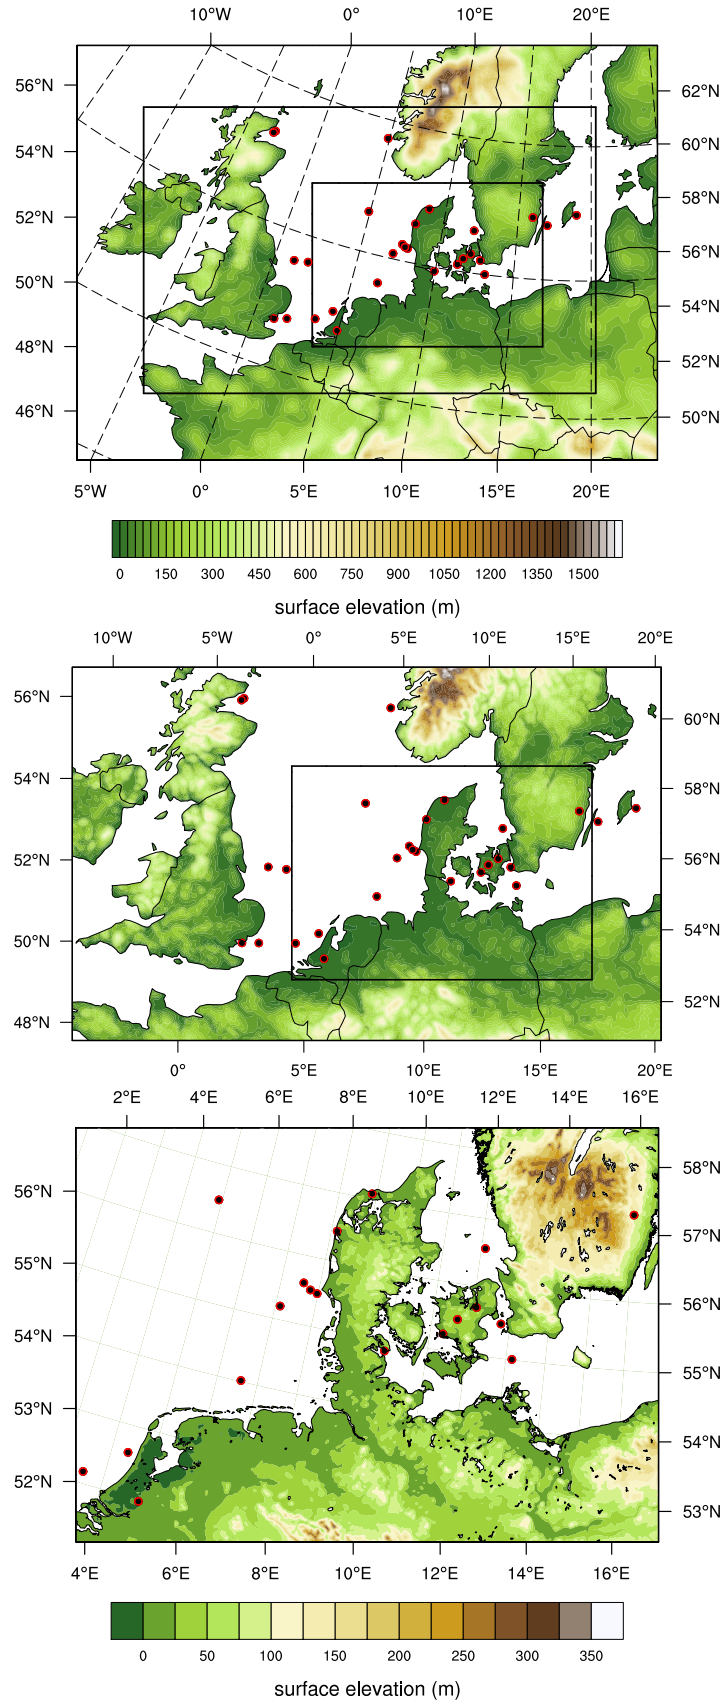 10°W 0° 10°E 20°E
56°N 62°N
54°N 60°N
52°N 58°N
50°N 56°N
48°N 54°N
46°N 52°N
50°N
5°W 0° 5°E 10°E 15°E 20°E
0 150 300 450 600 750 900 1050 1200 1350 1500
surface elevation (m)
10°W 5°W 0° 5°E 10°E 15°E 20°E
56°N 60°N
54°N 58°N
52°N 56°N
50°N 54°N
48°N 52°N
0° 5°E 10°E 15°E 20°E
2°E 4°E 6°E 8°E 10°E 12°E 14°E 16°E
56°N 58°N
55°N 57°N
54°N 56°N
53°N 55°N
52°N 54°N
53°N
4°E 6°E 8°E 10°E 12°E 14°E 16°E
0 50 100 150 200 250 300 350
surface elevation (m)